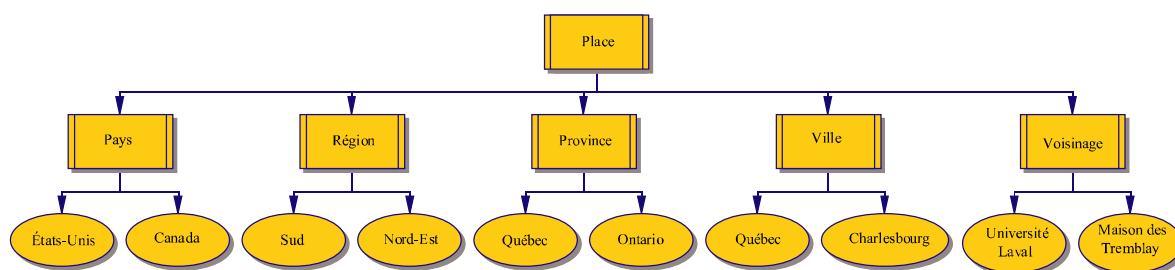 Place
Pays
Région
Province
Ville
Voisinage
États-Unis
Canada
Sud
Nord-Est
Québec
Ontario
Québec
Charlesbourg
Université
Laval
Maison des
Tremblay